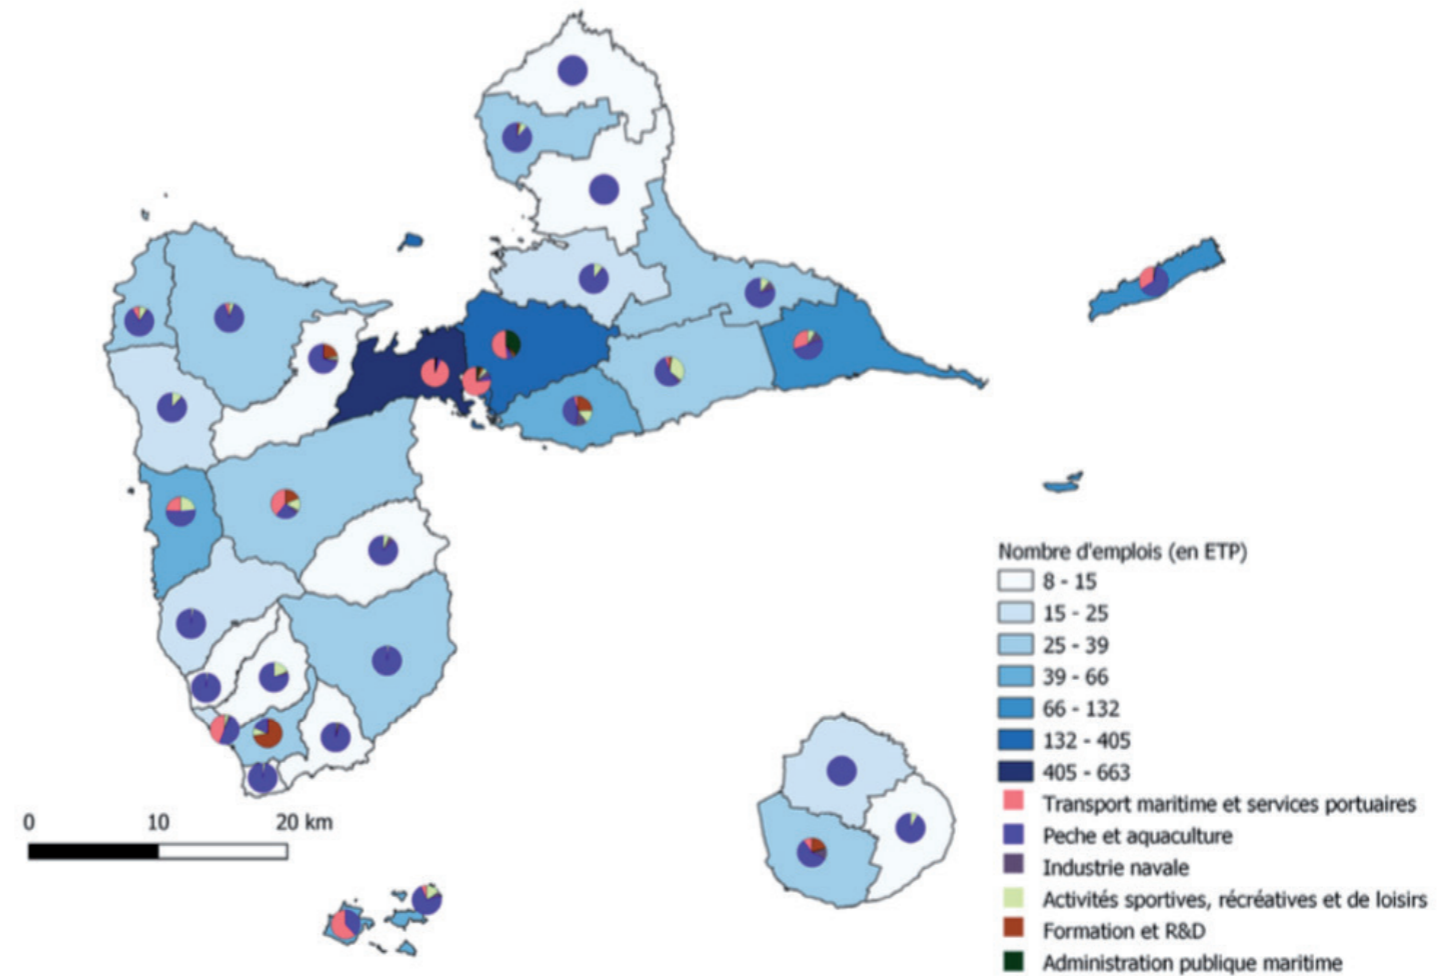 Nombre d'emplois (en ETP)
8 - 15
15 - 25
25 - 39
39 - 66
66 - 132
132 - 405
405 - 663
Transport maritime et services portuaires
Peche et aquaculture
Industrie navale
Activités sportives, récréatives et de loisirs
Formation et R&D
Administration publique maritime
0 10 20 km